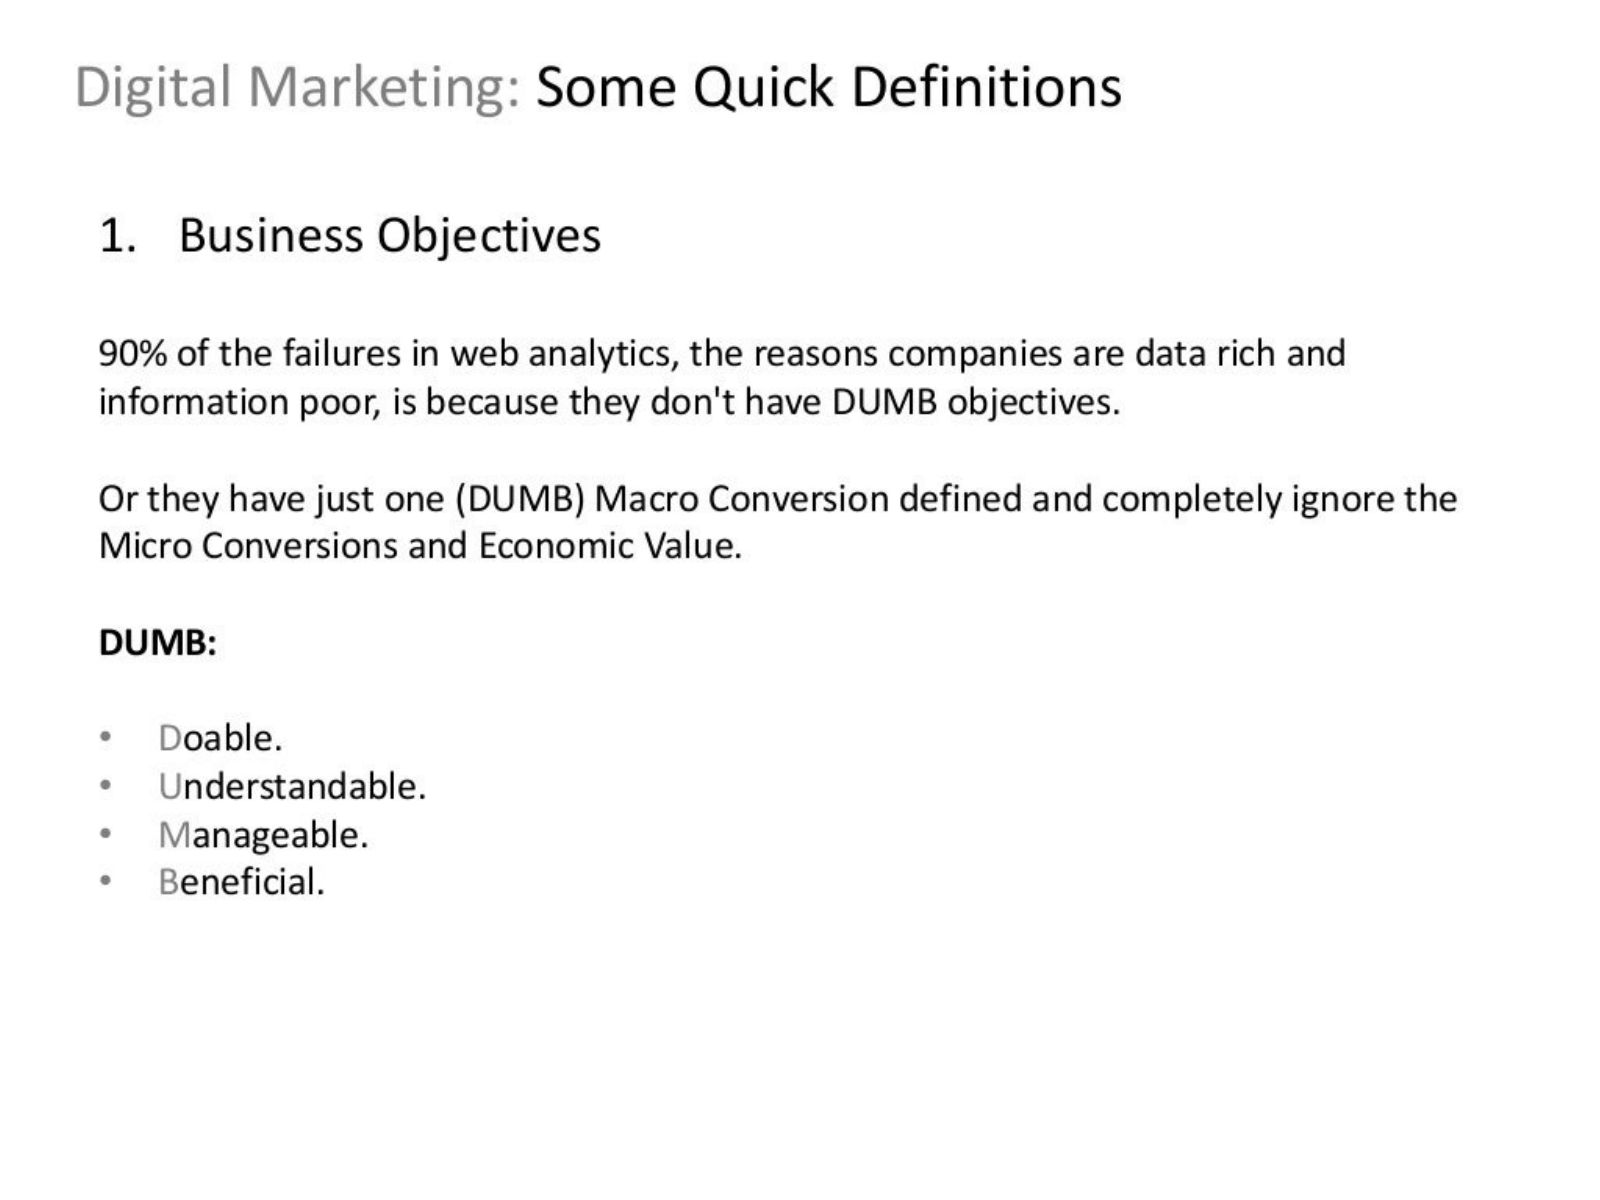 Digital Marketing: Some Quick Definitions
1. Business Objectives
90% of the failures in web analytics, the reasons companies are data rich and
information poor, is because they don't have DUMB objectives.
Or they have just one (DUMB) Macro Conversion defined and completely ignore the
Micro Conversions and Economic Value.
DUMB:
• Doable.
• Understandable.
• Manageable.
• Beneficial.